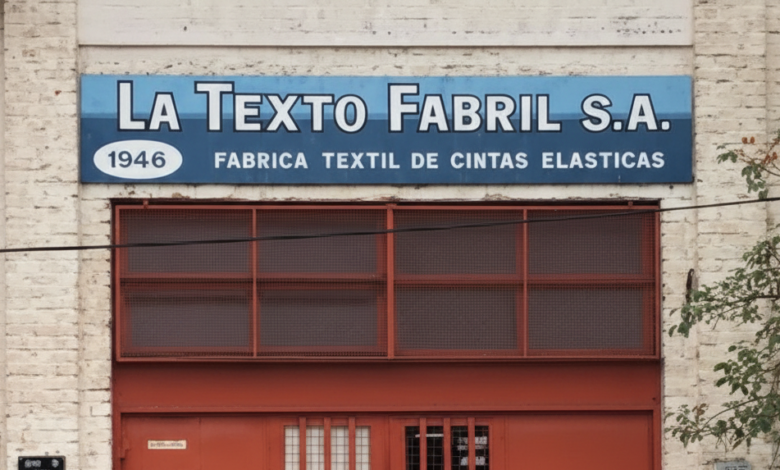 LA TEXTO FABRIL S.A.
1946 FABRICA TEXTIL DE CINTAS ELASTICAS